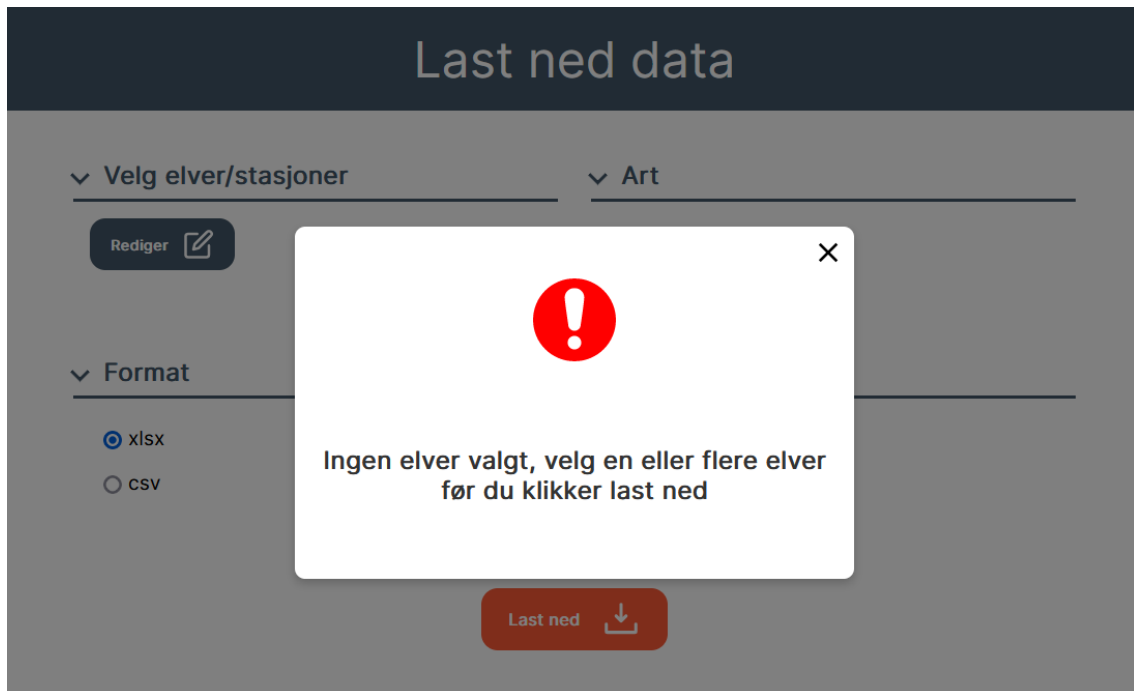 Last ned data
Velg elver/stasjoner
Art
Rediger
Format
xlsx
csv
Ingen elver valgt, velg en eller flere elver
før du klikker last ned
Last ned